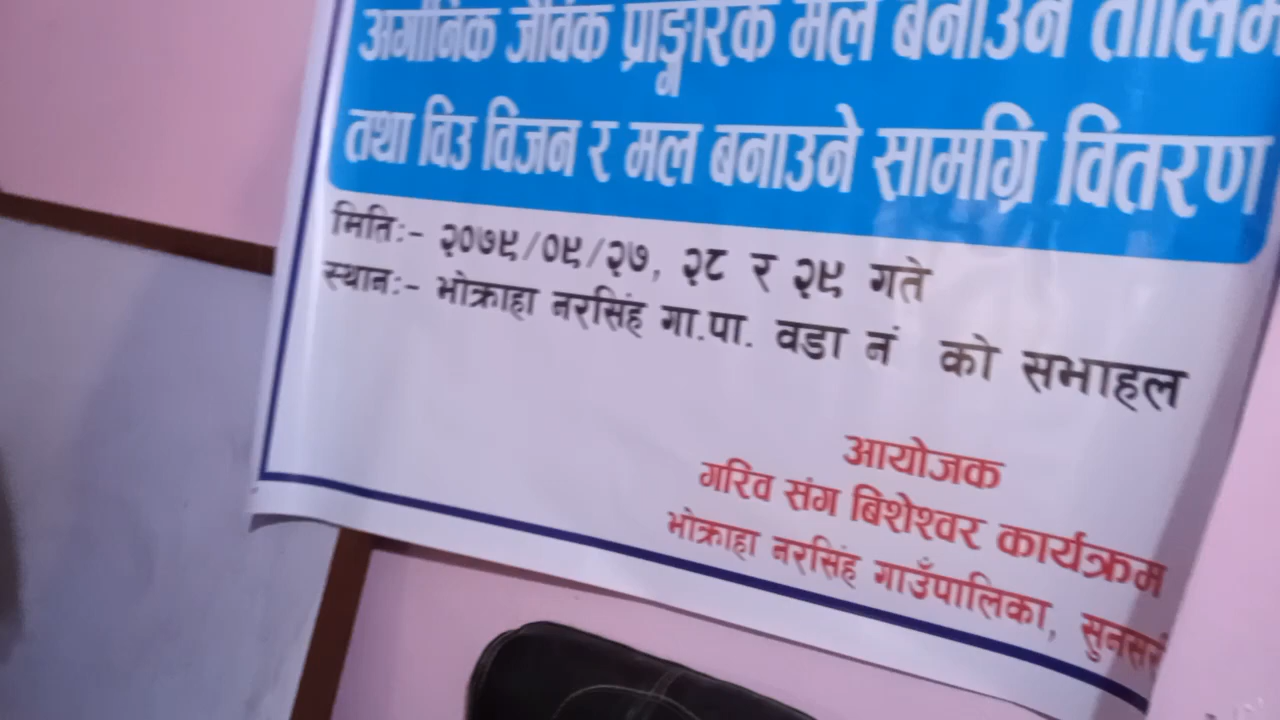 अर्गानिक जैविक प्राङ्गारिक मल बनाउने तालिम
तथा विउ विजन र मल बनाउने सामग्रि वितरण
मितिः- २०७९/०९/२७, २८ र २९ गते
स्थानः- भोक्राहा नरसिंह गा.पा. वडा नं को सभाहल
आयोजक
गरिव संग बिशेश्वर कार्यक्रम
भोक्राहा नरसिंह गाउँपालिका, सुनसरी